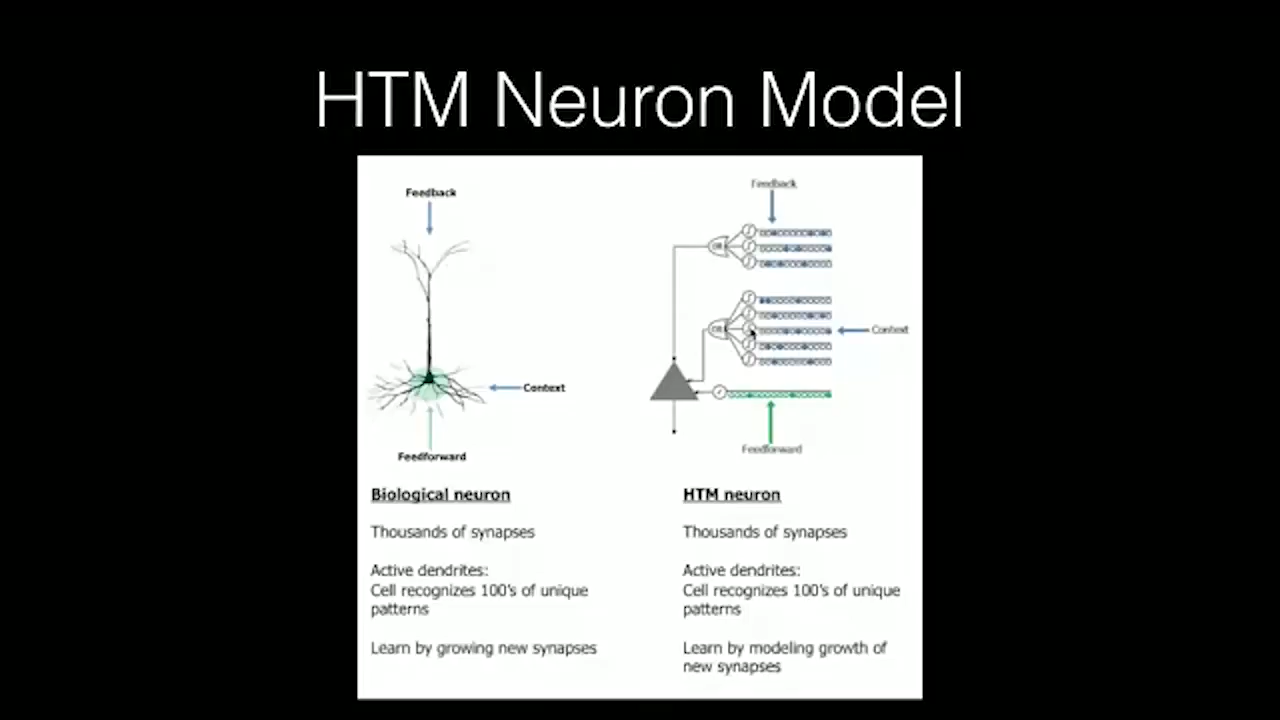 HTM Neuron Model
Feedback
Context
Feedforward
Feedback
OR
OR
Context
Feedforward
Biological neuron
Thousands of synapses
Active dendrites:
Cell recognizes 100's of unique
patterns
Learn by growing new synapses
HTM neuron
Thousands of synapses
Active dendrites:
Cell recognizes 100's of unique
patterns
Learn by modeling growth of
new synapses